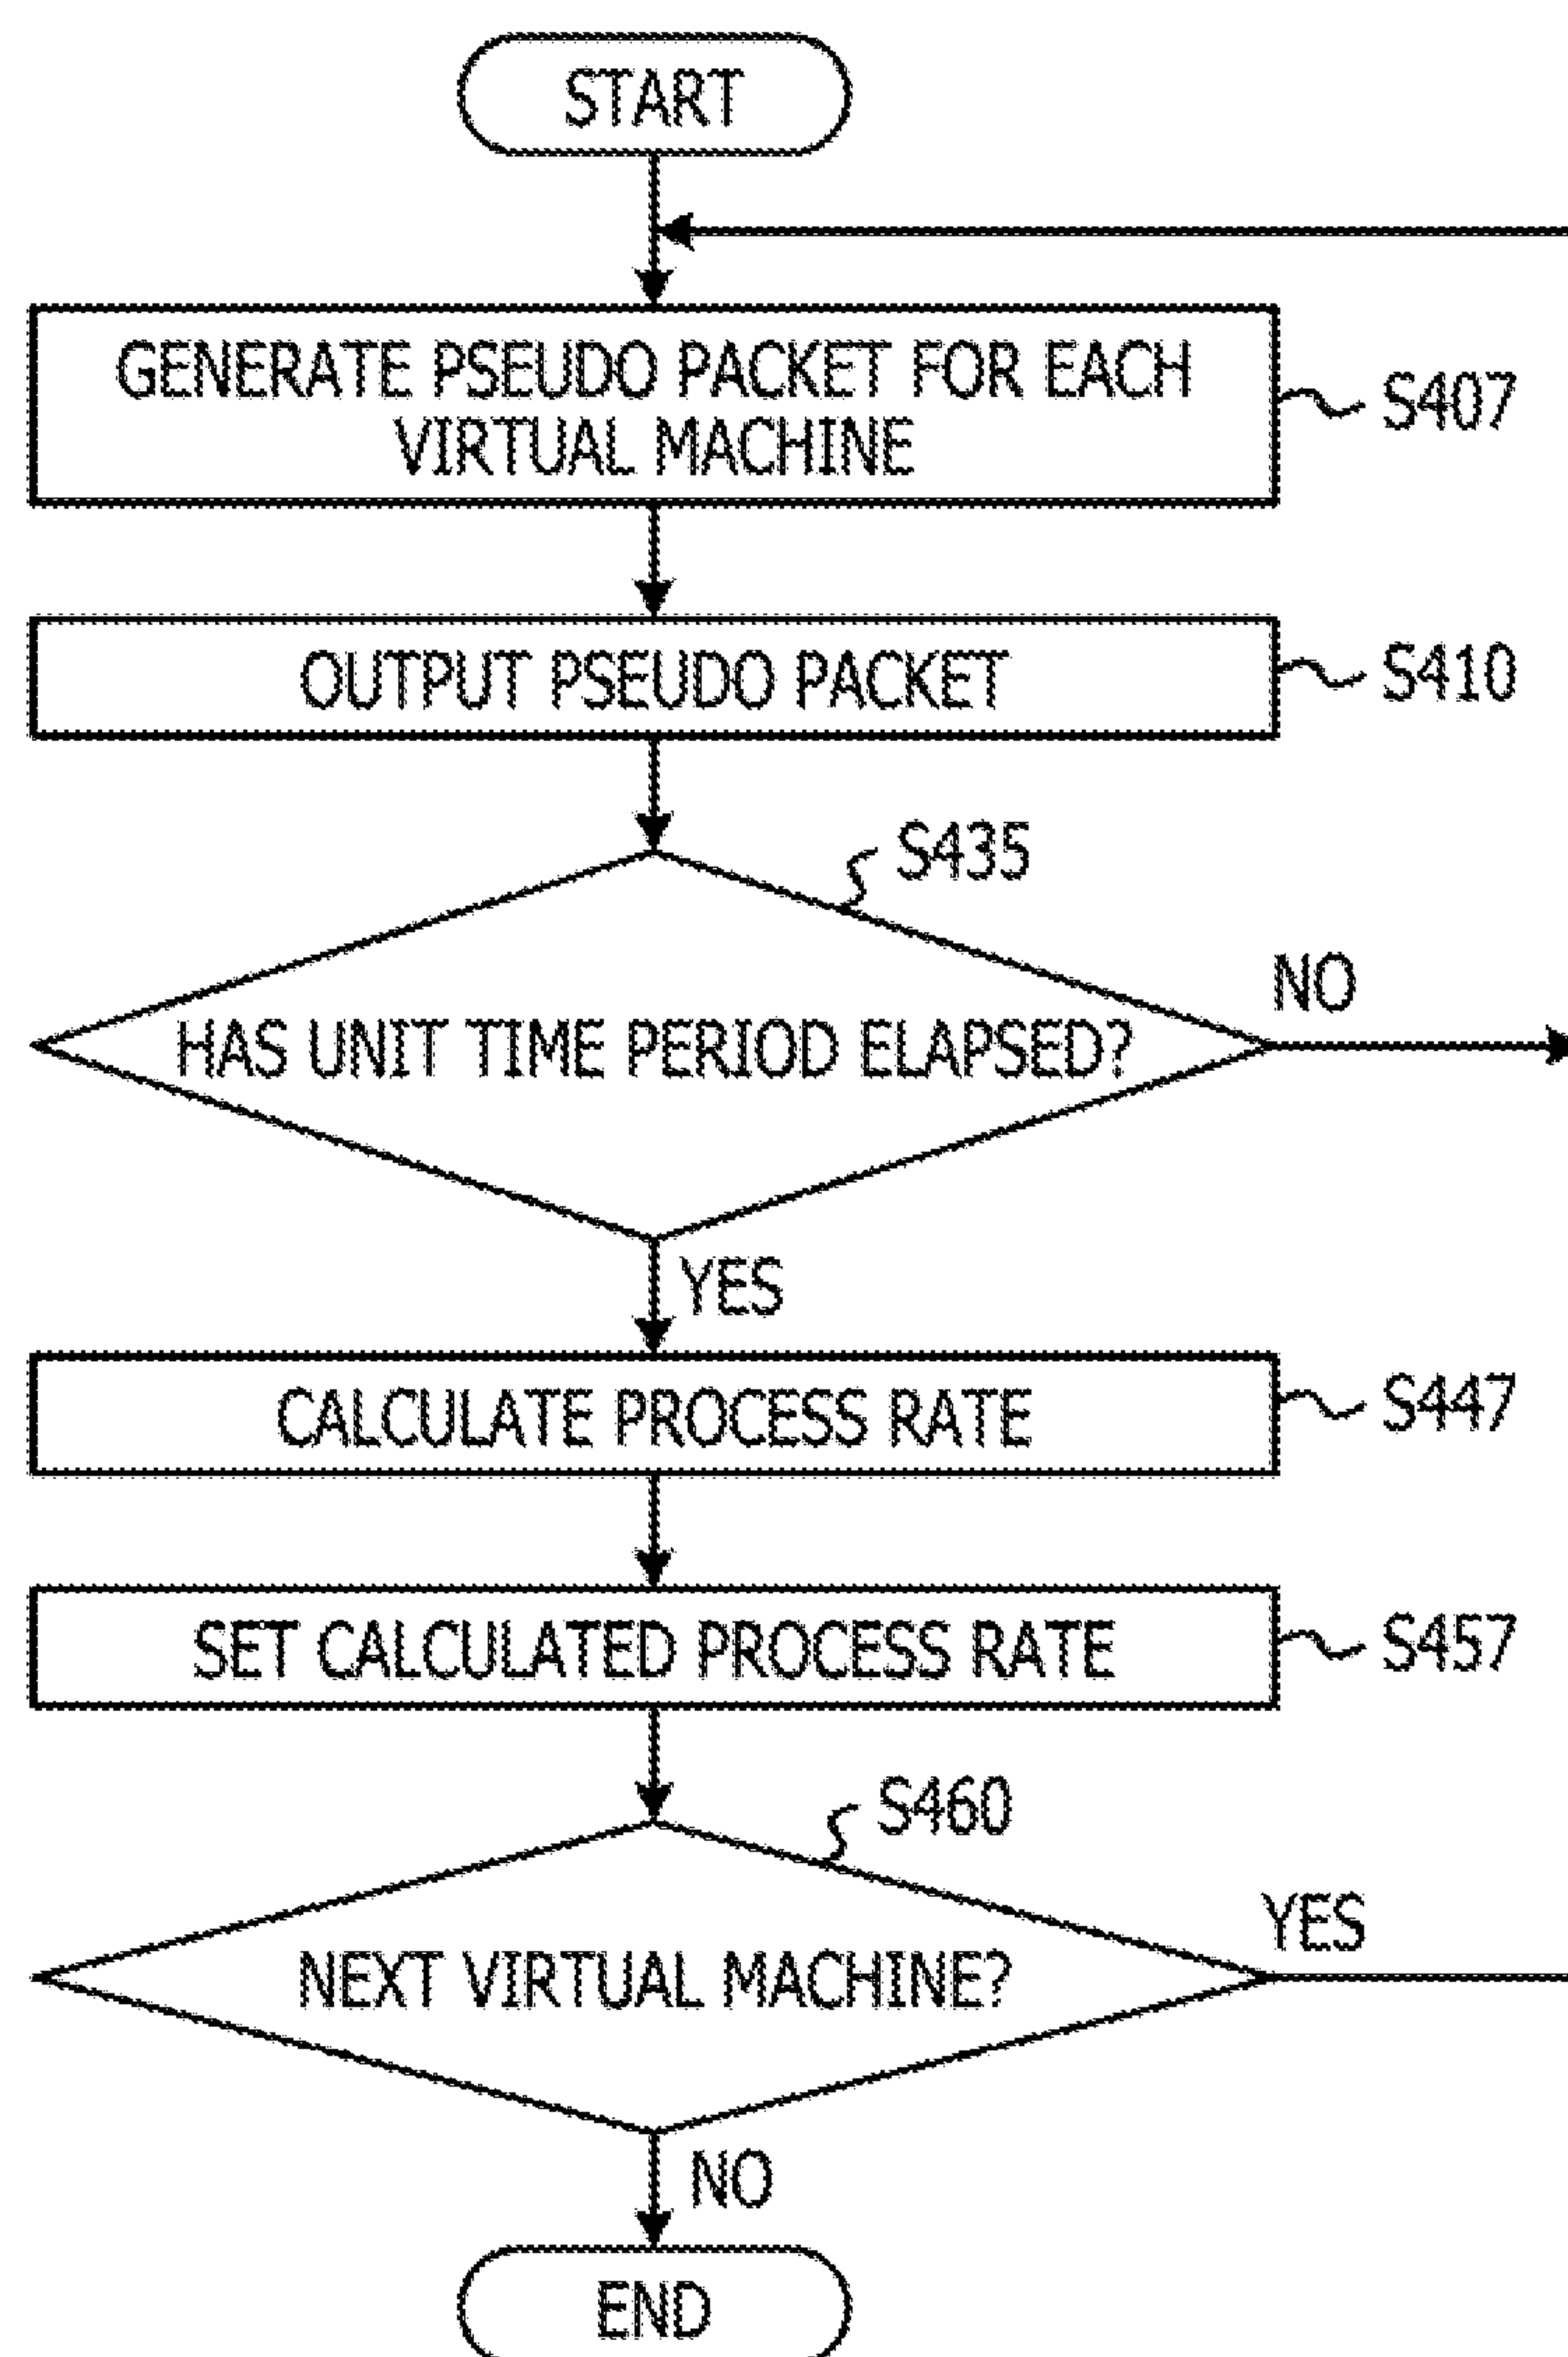 START
GENERATE PSEUDO PACKET FOR EACH
VIRTUAL MACHINE
S407
OUTPUT PSEUDO PACKET
S410
S435
HAS UNIT TIME PERIOD ELAPSED?
NO
YES
CALCULATE PROCESS RATE
S447
SET CALCULATED PROCESS RATE
S457
S460
NEXT VIRTUAL MACHINE?
YES
NO
END